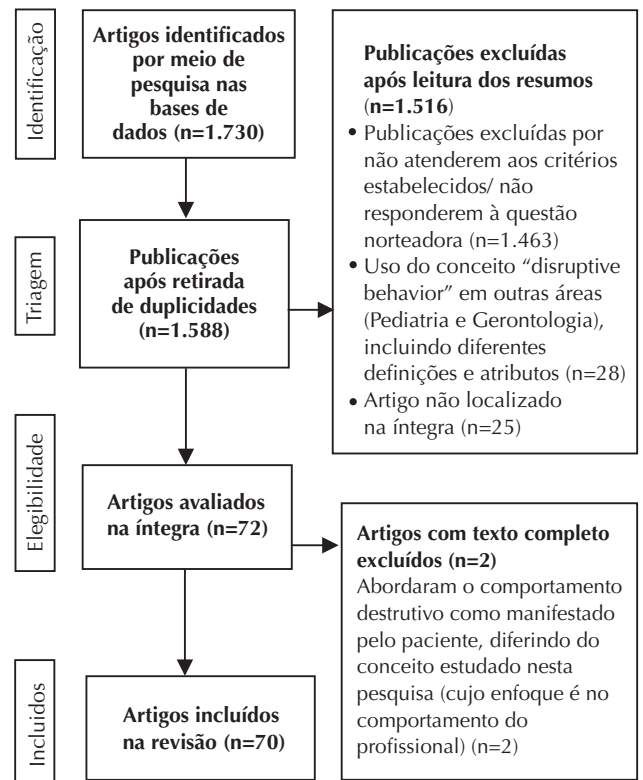 Identificação
Artigos identificados
por meio de
pesquisa nas
bases de
dados (n=1.730)
Publicações excluídas
após leitura dos resumos
(n=1.516)
• Publicações excluídas por
não atenderem aos critérios
estabelecidos/ não
responderem à questão
norteadora (n=1.463)
• Uso do conceito “disruptive
behavior” em outras áreas
(Pediatria e Gerontologia),
incluindo diferentes
definições e atributos (n=28)
• Artigo não localizado
na íntegra (n=25)
Triagem
Publicações
após retirada
de duplicidades
(n=1.588)
Elegibilidade
Artigos avaliados
na íntegra (n=72)
Artigos com texto completo
excluídos (n=2)
Abordaram o comportamento
destrutivo como manifestado
pelo paciente, diferindo do
conceito estudado nesta
pesquisa (cujo enfoque é no
comportamento do
profissional) (n=2)
Incluidos
Artigos incluídos
na revisão (n=70)